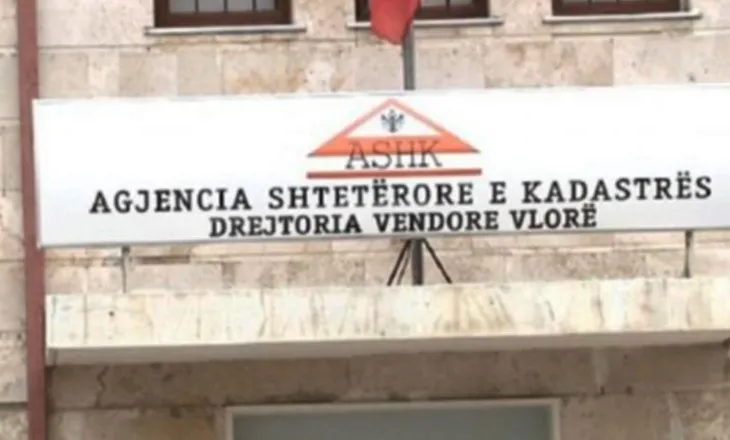 ASHK
AGJENCIA SHTETËRORE E KADASTRËS
DREJTORIA VENDORE VLORË